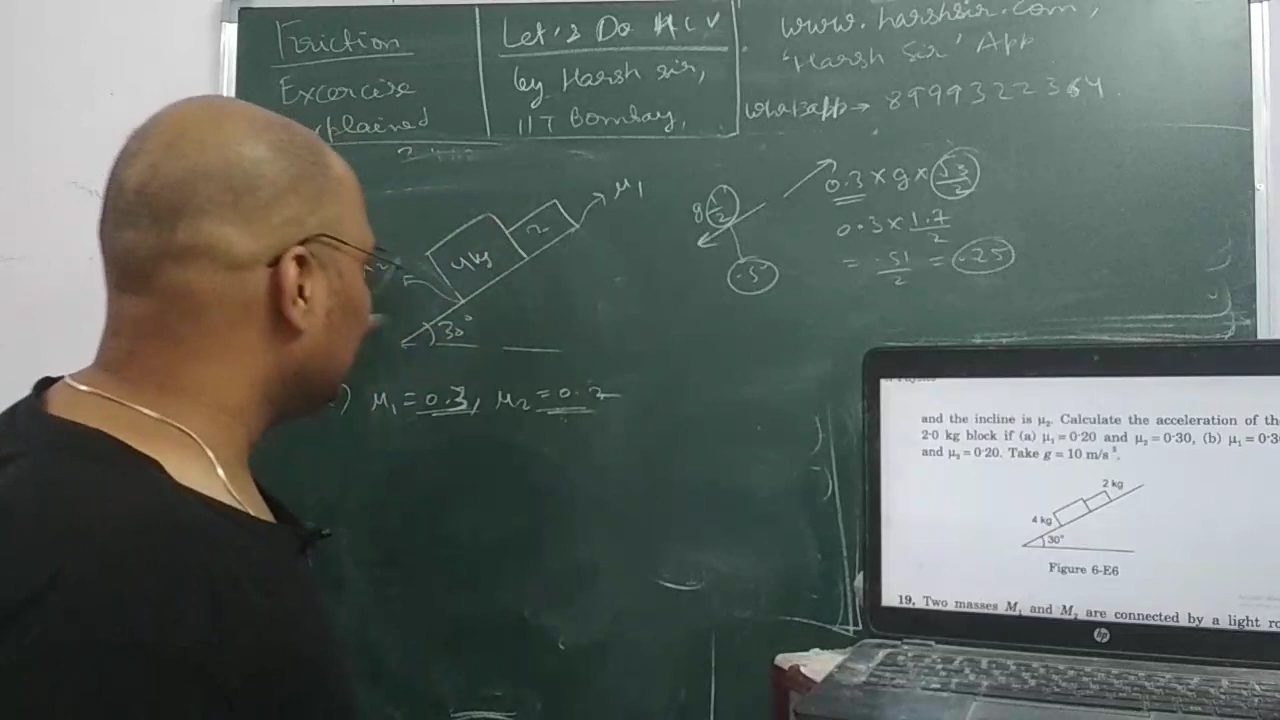 Friction
Excercise
Explained
Let's Do HCV
by Harsh sir,
IIT Bombay,
www.harshsir.com,
'Harsh Sir' App
whatsapp → 8999322364
μ1
2
4kg
30°
g 1/2
.5
0.3 × g × √3/2
0.3 × 1.7/2
= .51/2 = .25
) μ1 = 0.3, μ2 = 0.2
and the incline is μ2. Calculate the acceleration of th
2·0 kg block if (a) μ1 = 0·20 and μ2 = 0·30, (b) μ1 = 0·3
and μ2 = 0·20. Take g = 10 m/s².
2 kg
4 kg
30°
Figure 6-E6
19. Two masses M1 and M2 are connected by a light ro
hp